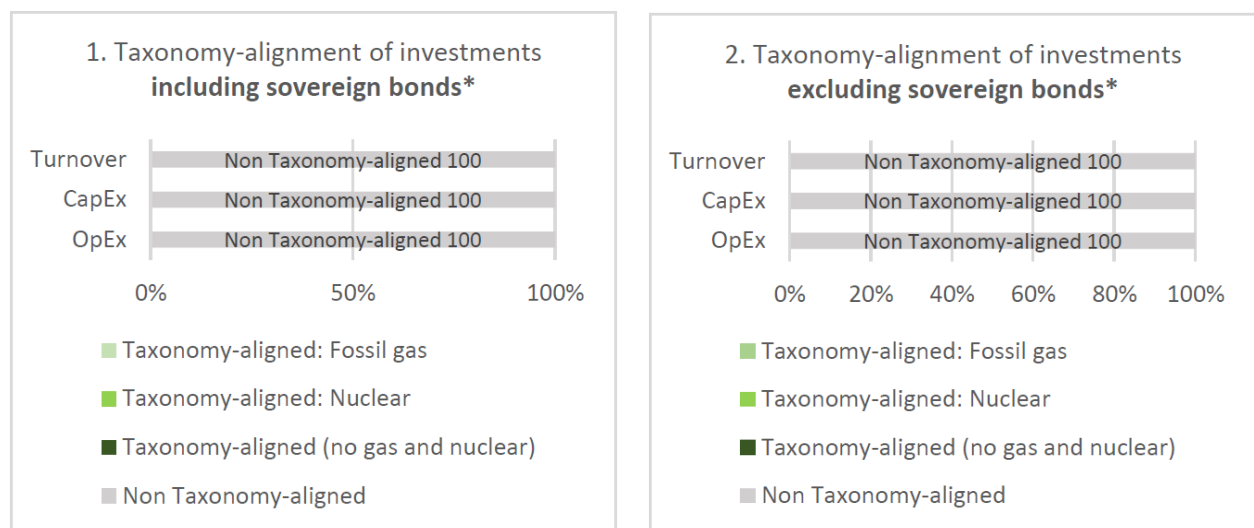 1. Taxonomy-alignment of investments
including sovereign bonds*
Turnover
Non Taxonomy-aligned 100
CapEx
Non Taxonomy-aligned 100
OpEx
Non Taxonomy-aligned 100
0% 50% 100%
Taxonomy-aligned: Fossil gas
Taxonomy-aligned: Nuclear
Taxonomy-aligned (no gas and nuclear)
Non Taxonomy-aligned
2. Taxonomy-alignment of investments
excluding sovereign bonds*
Turnover
Non Taxonomy-aligned 100
CapEx
Non Taxonomy-aligned 100
OpEx
Non Taxonomy-aligned 100
0% 20% 40% 60% 80% 100%
Taxonomy-aligned: Fossil gas
Taxonomy-aligned: Nuclear
Taxonomy-aligned (no gas and nuclear)
Non Taxonomy-aligned